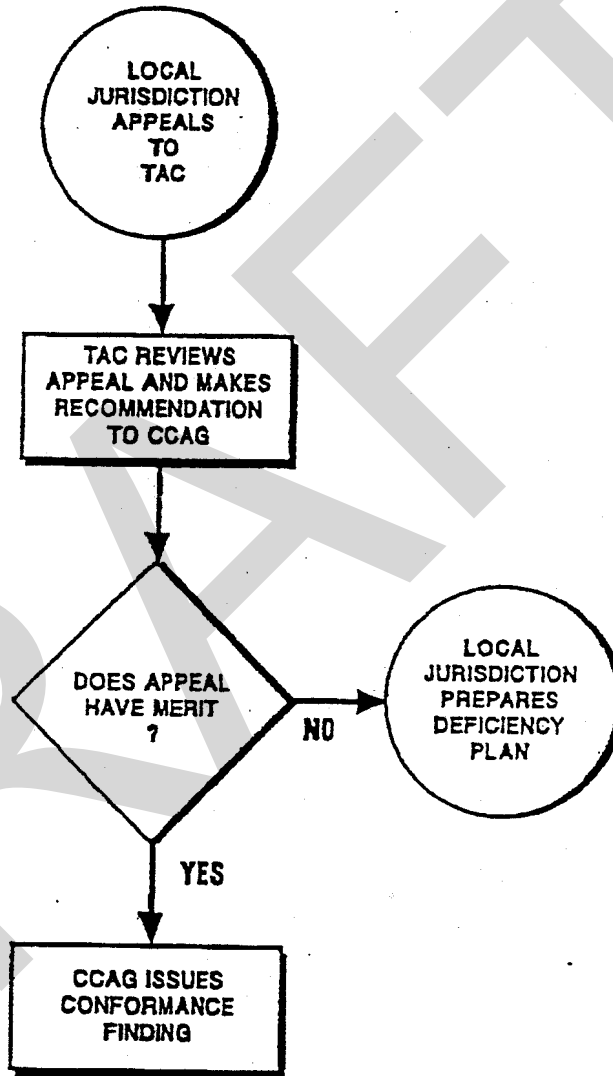 LOCAL
JURISDICTION
APPEALS
TO
TAC
TAC REVIEWS
APPEAL AND MAKES
RECOMMENDATION
TO CCAG
DOES APPEAL
HAVE MERIT
?
NO
LOCAL
JURISDICTION
PREPARES
DEFICIENCY
PLAN
YES
CCAG ISSUES
CONFORMANCE
FINDING
DRAFT